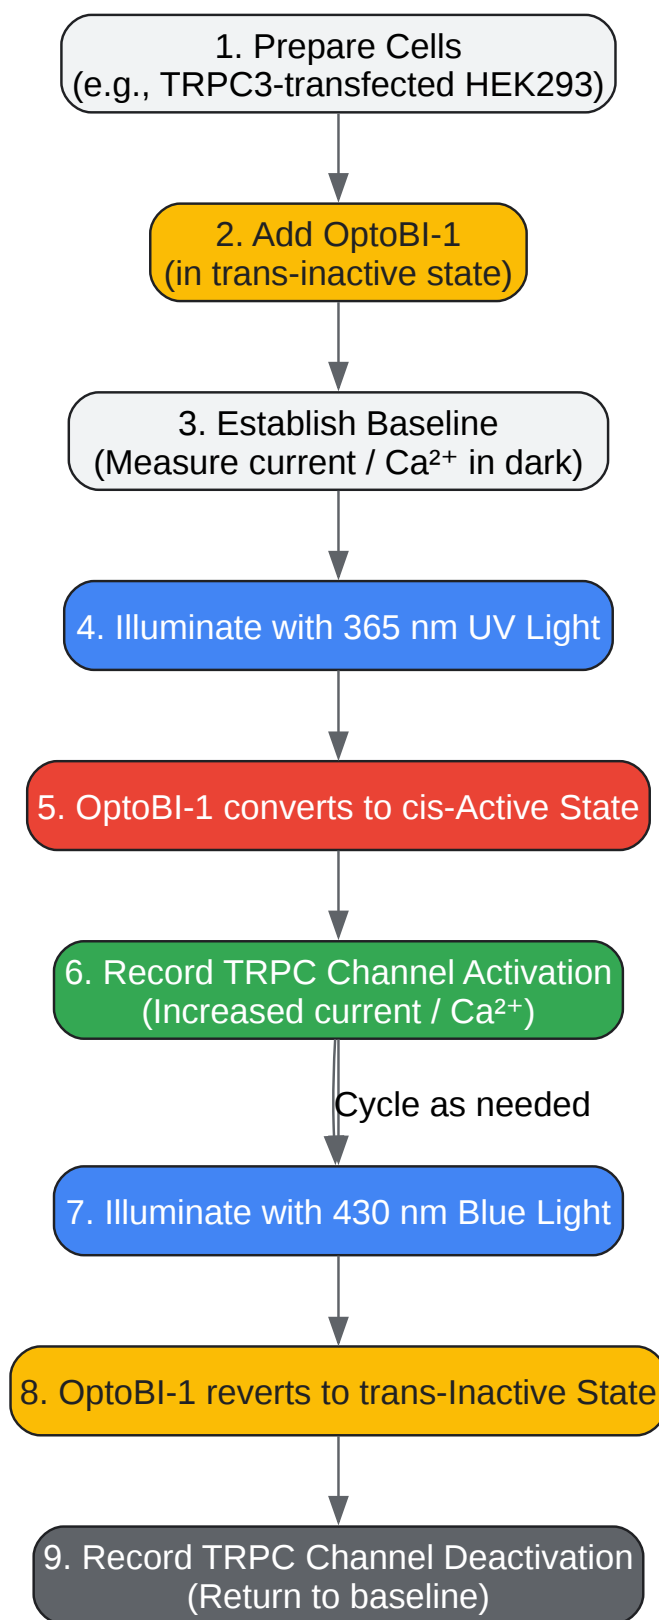 1. Prepare Cells
(e.g., TRPC3-transfected HEK293)
2. Add OptoBI-1
(in trans-inactive state)
3. Establish Baseline
(Measure current / Ca²⁺ in dark)
4. Illuminate with 365 nm UV Light
5. OptoBI-1 converts to cis-Active State
6. Record TRPC Channel Activation
(Increased current / Ca²⁺)
Cycle as needed
7. Illuminate with 430 nm Blue Light
8. OptoBI-1 reverts to trans-Inactive State
9. Record TRPC Channel Deactivation
(Return to baseline)